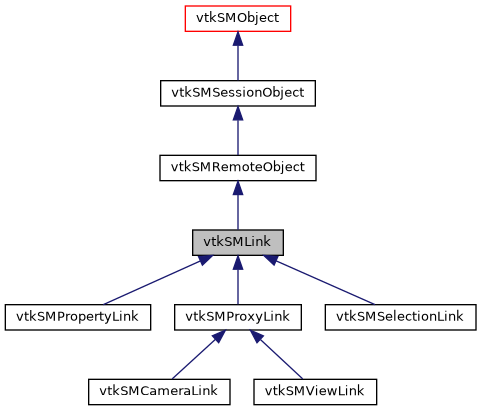 vtkSMObject
vtkSMSessionObject
vtkSMRemoteObject
vtkSMLink
vtkSMPropertyLink
vtkSMProxyLink
vtkSMSelectionLink
vtkSMCameraLink
vtkSMViewLink